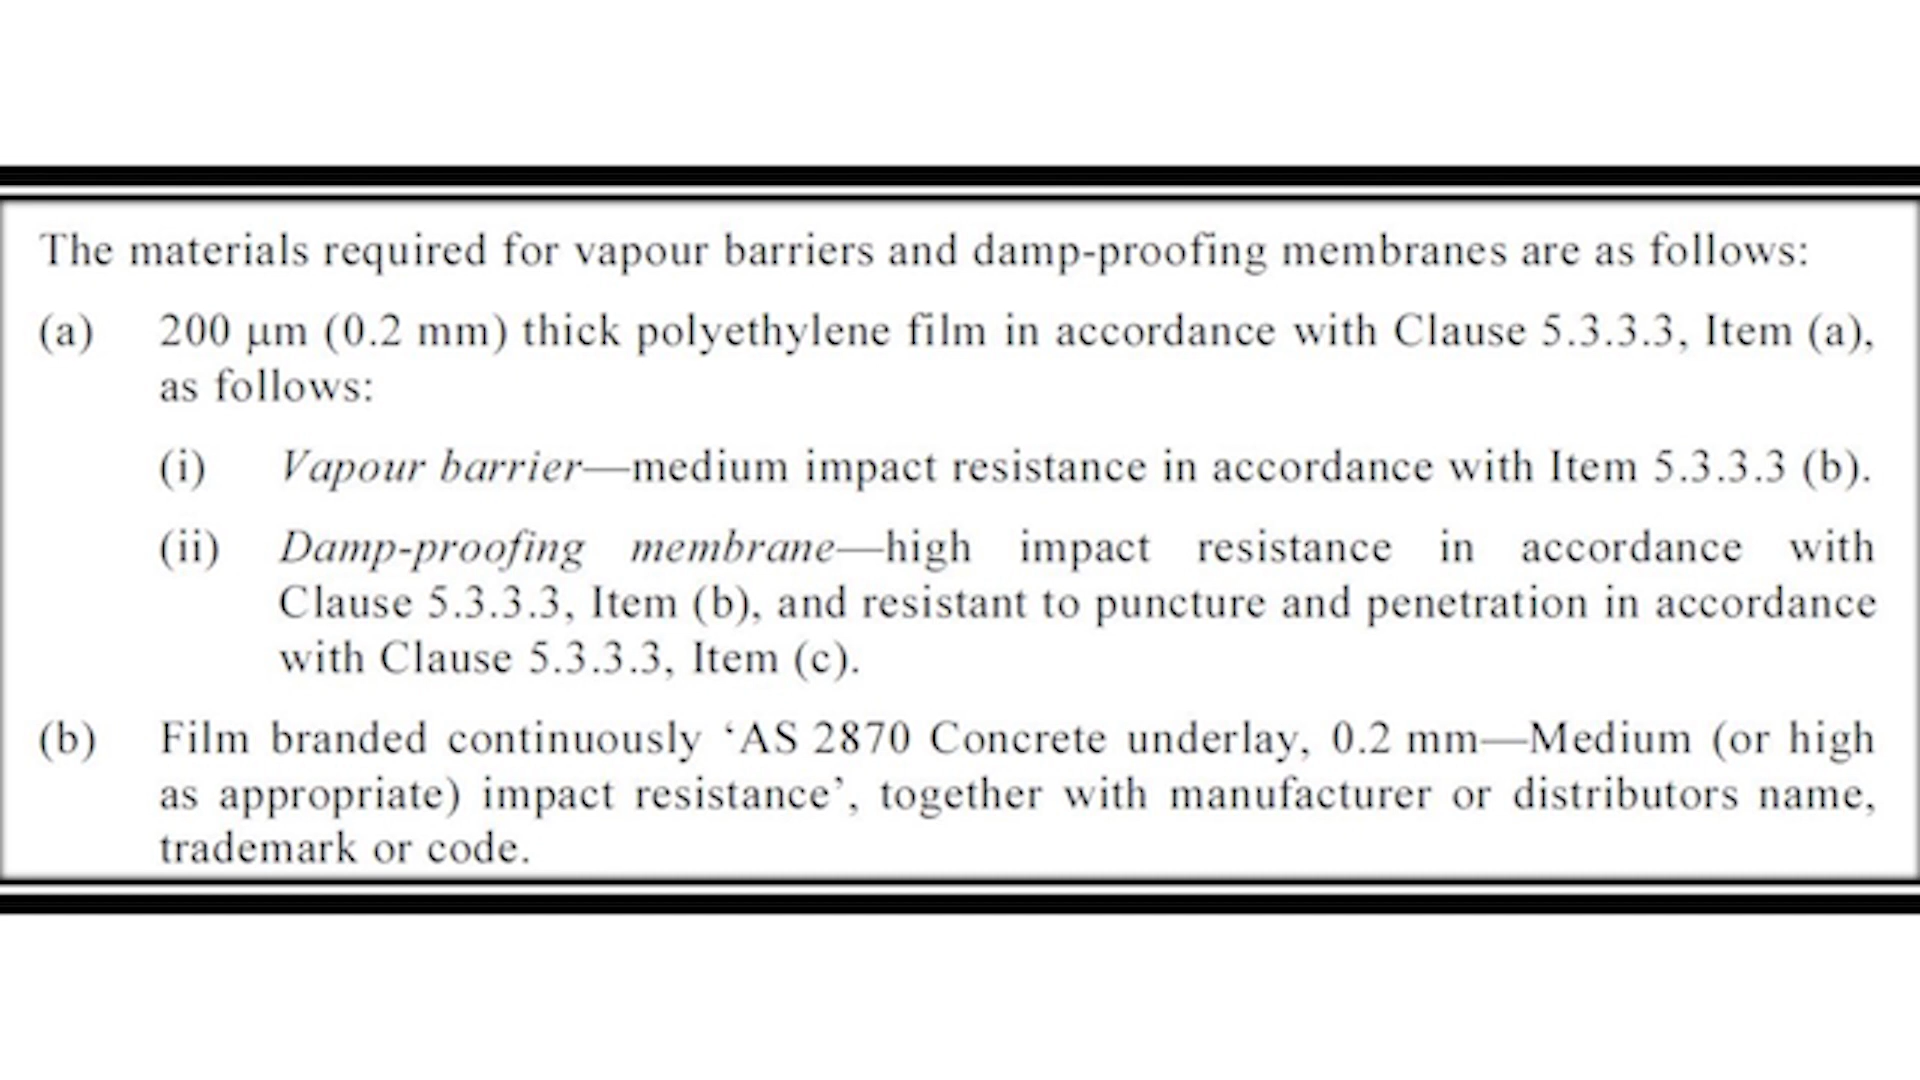 The materials required for vapour barriers and damp-proofing membranes are as follows:
(a) 200 µm (0.2 mm) thick polyethylene film in accordance with Clause 5.3.3.3, Item (a),
as follows:
(i) Vapour barrier—medium impact resistance in accordance with Item 5.3.3.3 (b).
(ii) Damp-proofing membrane—high impact resistance in accordance with
Clause 5.3.3.3, Item (b), and resistant to puncture and penetration in accordance
with Clause 5.3.3.3, Item (c).
(b) Film branded continuously ‘AS 2870 Concrete underlay, 0.2 mm—Medium (or high
as appropriate) impact resistance’, together with manufacturer or distributors name,
trademark or code.